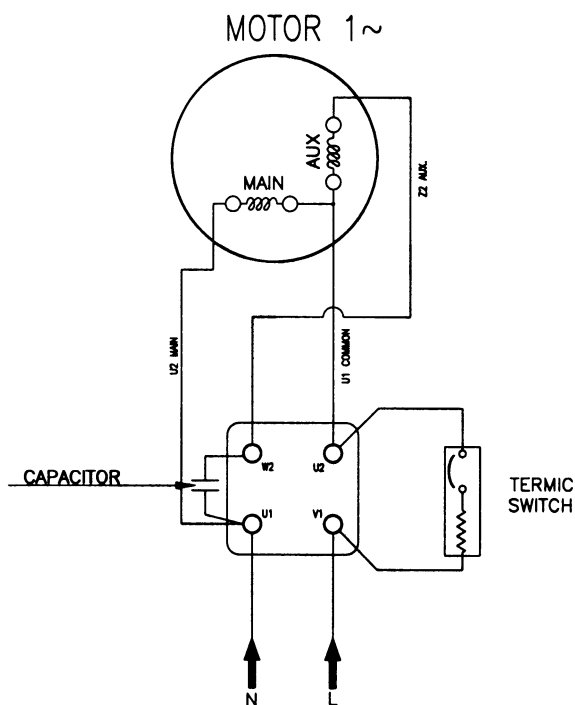 MOTOR 1~
AUX
MAIN
Z2 AUX.
U2 MAIN
U1 COMMON
W2
U2
CAPACITOR
TERMIC
SWITCH
U1
V1
N
L